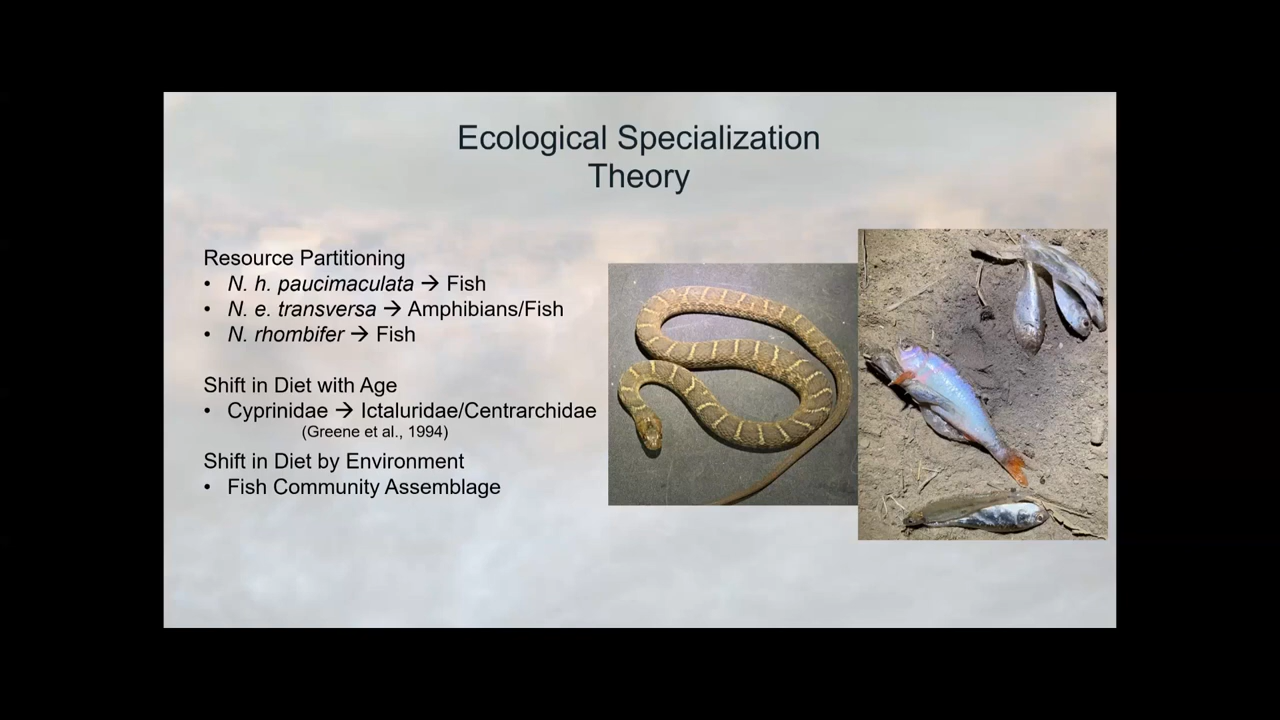 Ecological Specialization
Theory
Resource Partitioning
• N. h. paucimaculata → Fish
• N. e. transversa → Amphibians/Fish
• N. rhombifer → Fish
Shift in Diet with Age
• Cyprinidae → Ictaluridae/Centrarchidae
(Greene et al., 1994)
Shift in Diet by Environment
• Fish Community Assemblage